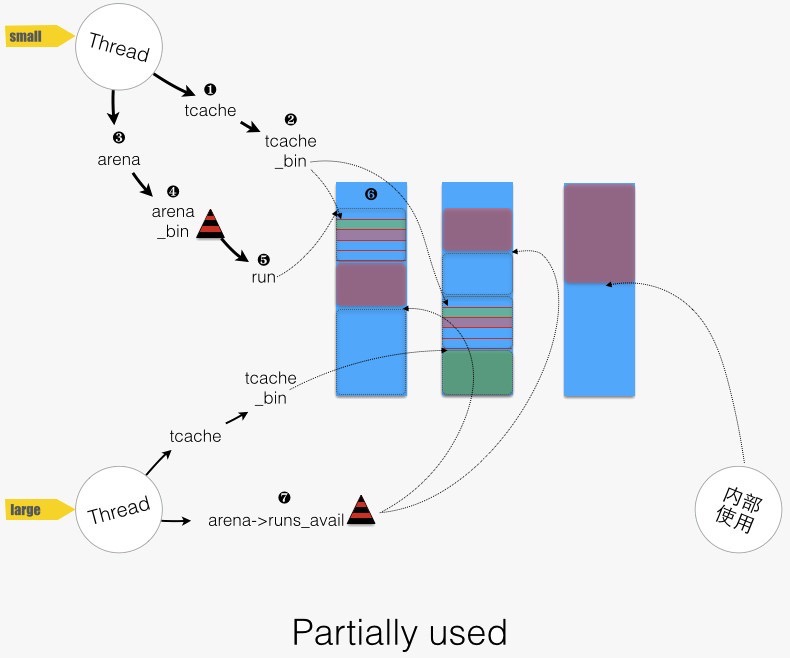 small
Thread
❶
tcache
❷
tcache
_bin
❸
arena
❹
arena
_bin
❺
run
❻
tcache
_bin
tcache
large
Thread
❼
arena->runs_avail
内部
使用
Partially used